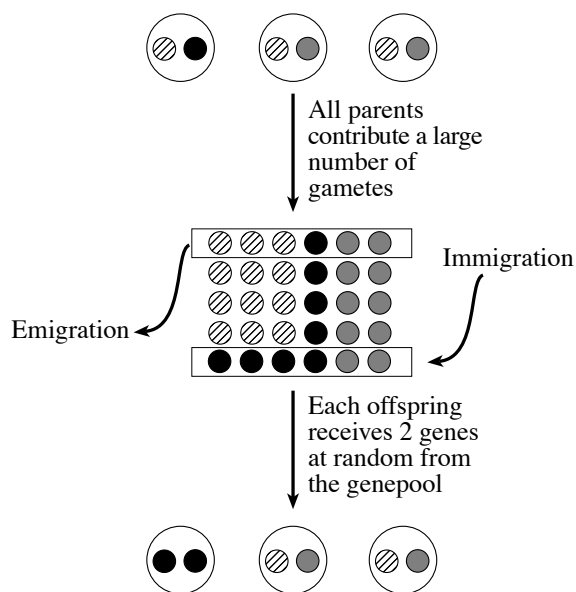 All parents
contribute a large
number of
gametes
Immigration
Emigration
Each offspring
receives 2 genes
at random from
the genepool